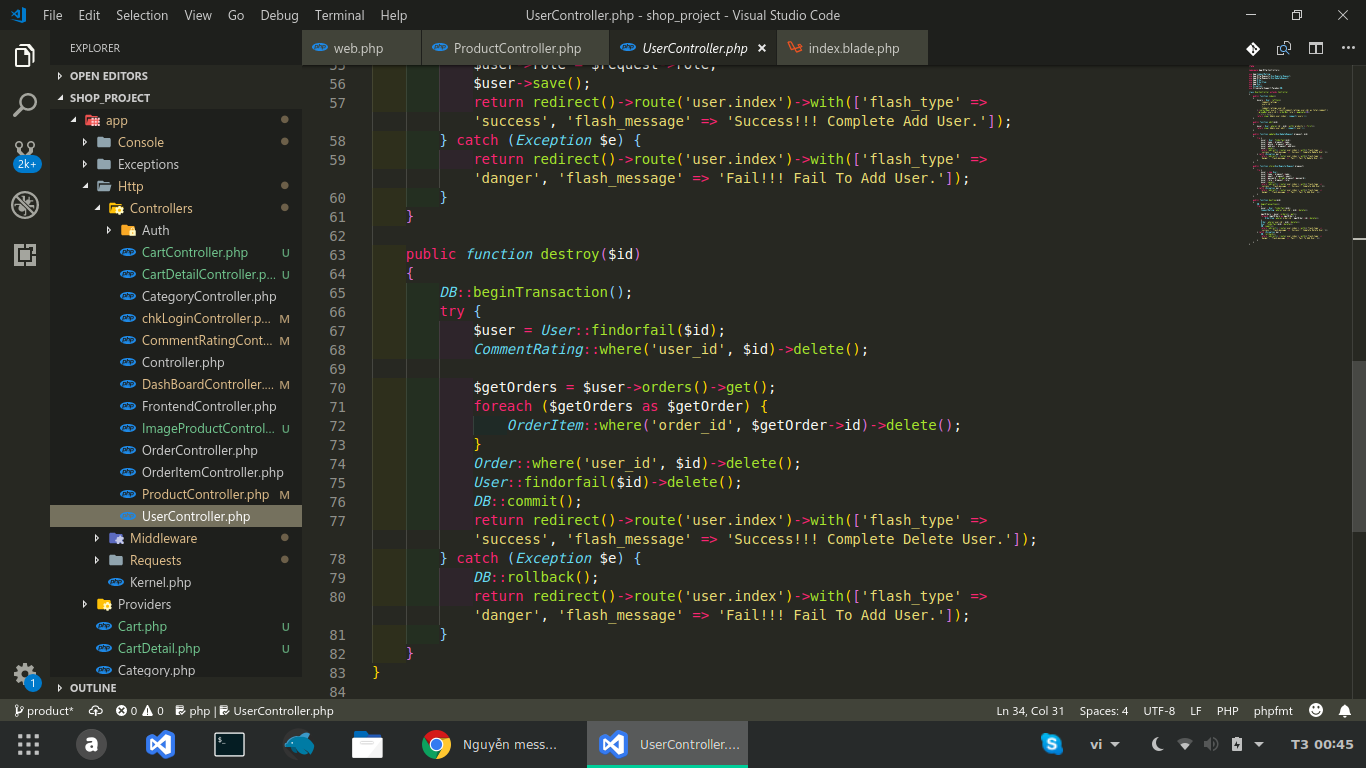 File Edit Selection View Go Debug Terminal Help UserController.php - shop_project - Visual Studio Code
EXPLORER
OPEN EDITORS
SHOP_PROJECT
app
Console
Exceptions
Http
Controllers
Auth
CartController.php U
CartDetailController.p... U
CategoryController.php
chkLoginController.p... M
CommentRatingCont... M
Controller.php
DashBoardController.... M
FrontendController.php
ImageProductControl... U
OrderController.php
OrderItemController.php
ProductController.php M
UserController.php
Middleware
Requests
Kernel.php
Providers
Cart.php U
CartDetail.php U
Category.php
OUTLINE
2k+
1
web.php ProductController.php UserController.php × index.blade.php
55 $user->role = $request->role;
56 $user->save();
57 return redirect()->route('user.index')->with(['flash_type' =>
'success', 'flash_message' => 'Success!!! Complete Add User.']);
58 } catch (Exception $e) {
59 return redirect()->route('user.index')->with(['flash_type' =>
'danger', 'flash_message' => 'Fail!!! Fail To Add User.']);
60 }
61 }
62
63 public function destroy($id)
64 {
65 DB::beginTransaction();
66 try {
67 $user = User::findorfail($id);
68 CommentRating::where('user_id', $id)->delete();
69
70 $getOrders = $user->orders()->get();
71 foreach ($getOrders as $getOrder) {
72 OrderItem::where('order_id', $getOrder->id)->delete();
73 }
74 Order::where('user_id', $id)->delete();
75 User::findorfail($id)->delete();
76 DB::commit();
77 return redirect()->route('user.index')->with(['flash_type' =>
'success', 'flash_message' => 'Success!!! Complete Delete User.']);
78 } catch (Exception $e) {
79 DB::rollback();
80 return redirect()->route('user.index')->with(['flash_type' =>
'danger', 'flash_message' => 'Fail!!! Fail To Add User.']);
81 }
82 }
83 }
84
product* 0 0 php | UserController.php Ln 34, Col 31 Spaces: 4 UTF-8 LF PHP phpfmt
a Nguyễn mess... UserController.... vi T3 00:45